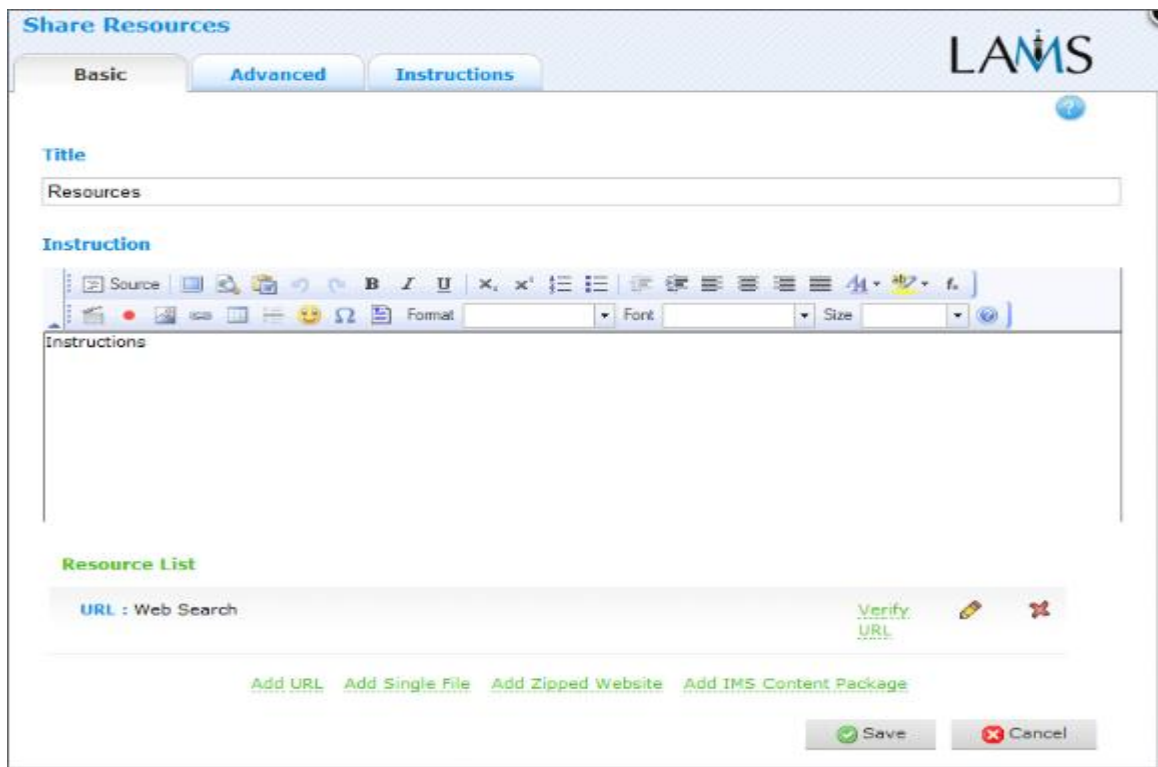 Share Resources
LAMS
Basic Advanced Instructions
Title
Resources
Instruction
Source B I U
Format Font Size
Instructions
Resource List
URL : Web Search Verify
URL
Add URL Add Single File Add Zipped Website Add IMS Content Package
Save Cancel